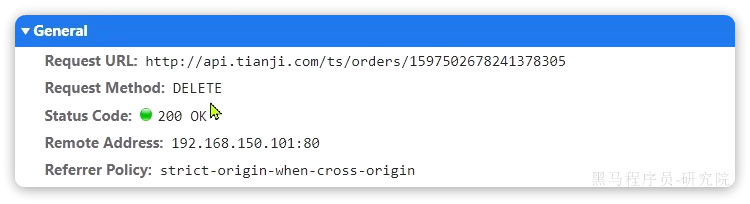 General
Request URL: http://api.tianji.com/ts/orders/1597502678241378305
Request Method: DELETE
Status Code: 200 OK
Remote Address: 192.168.150.101:80
Referrer Policy: strict-origin-when-cross-origin
黑马程序员-研究院